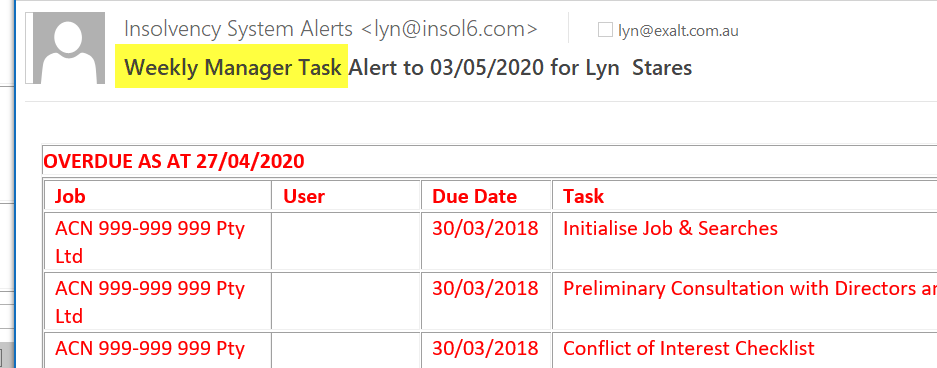 Insolvency System Alerts <lyn@insol6.com>
lyn@exalt.com.au
Weekly Manager Task Alert to 03/05/2020 for Lyn  Stares
OVERDUE AS AT 27/04/2020
Job User Due Date Task
ACN 999-999 999 Pty Ltd 30/03/2018 Initialise Job & Searches
ACN 999-999 999 Pty Ltd 30/03/2018 Preliminary Consultation with Directors
ACN 999-999 999 Pty 30/03/2018 Conflict of Interest Checklist